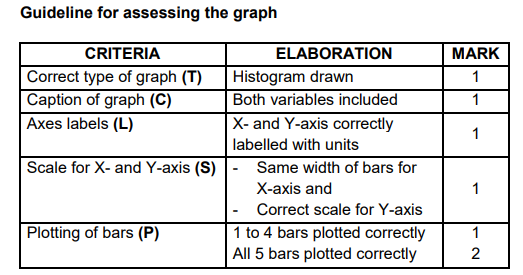 Guideline for assessing the graph
CRITERIA ELABORATION MARK
Correct type of graph (T) Histogram drawn 1
Caption of graph (C) Both variables included 1
Axes labels (L) X- and Y-axis correctly
labelled with units 1
Scale for X- and Y-axis (S) - Same width of bars for
X-axis and 1
- Correct scale for Y-axis
Plotting of bars (P) 1 to 4 bars plotted correctly 1
All 5 bars plotted correctly 2